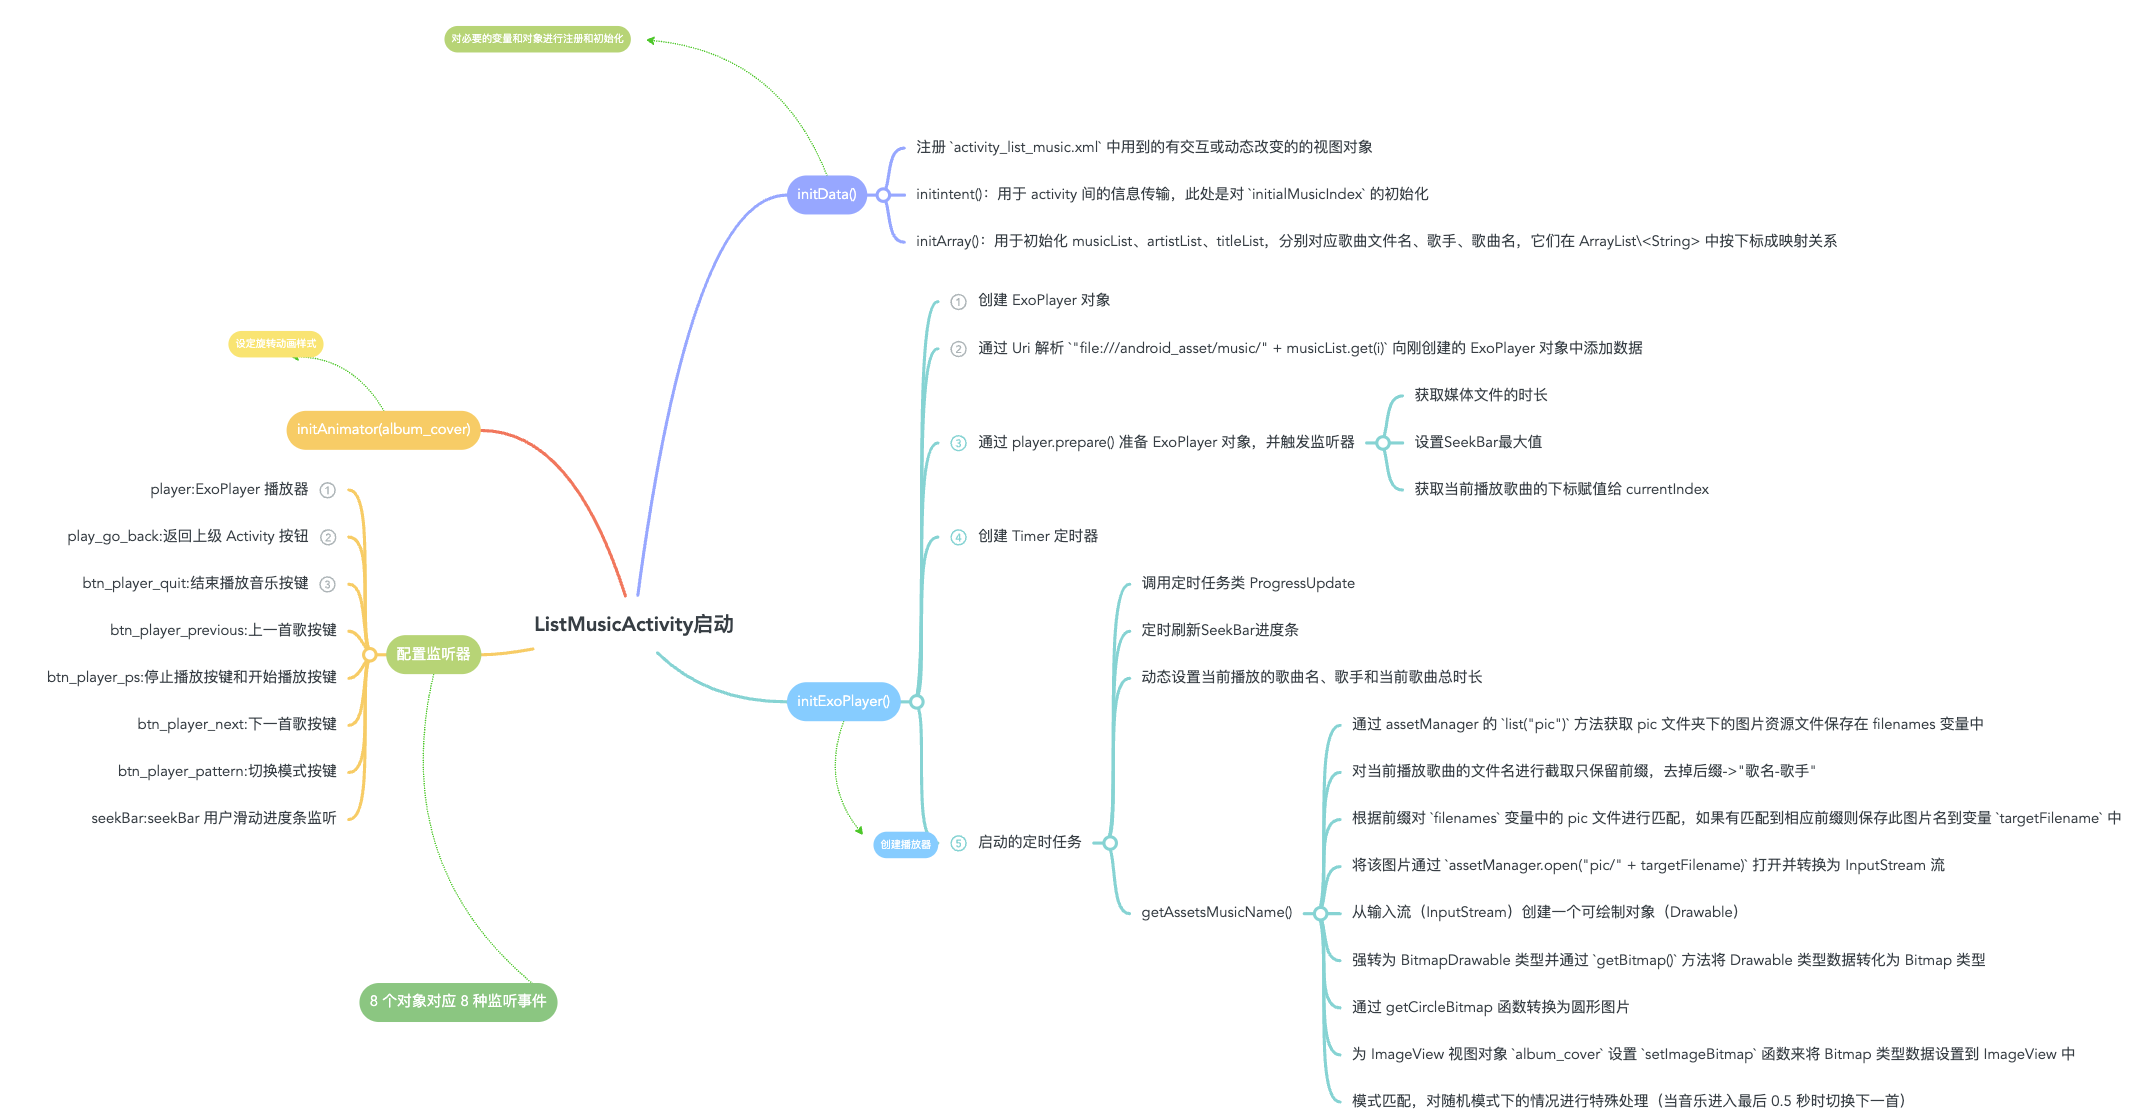 对必要的变量和对象进行注册和初始化
initData()
注册 `activity_list_music.xml` 中用到的有交互或动态改变的的视图对象
initintent()：用于 activity 间的信息传输，此处是对 `initialMusicIndex` 的初始化
initArray()：用于初始化 musicList、artistList、titleList，分别对应歌曲文件名、歌手、歌曲名，它们在 ArrayList\<String> 中按下标成映射关系
设定旋转动画样式
initAnimator(album_cover)
player:ExoPlayer 播放器 ①
play_go_back:返回上级 Activity 按钮 ②
btn_player_quit:结束播放音乐按键 ③
btn_player_previous:上一首歌按键
btn_player_ps:停止播放按键和开始播放按键
btn_player_next:下一首歌按键
btn_player_pattern:切换模式按键
seekBar:seekBar 用户滑动进度条监听
配置监听器
8 个对象对应 8 种监听事件
ListMusicActivity启动
initExoPlayer()
创建播放器
① 创建 ExoPlayer 对象
② 通过 Uri 解析 `"file:///android_asset/music/" + musicList.get(i)` 向刚创建的 ExoPlayer 对象中添加数据
③ 通过 player.prepare() 准备 ExoPlayer 对象，并触发监听器
获取媒体文件的时长
设置SeekBar最大值
获取当前播放歌曲的下标赋值给 currentIndex
④ 创建 Timer 定时器
⑤ 启动的定时任务
调用定时任务类 ProgressUpdate
定时刷新SeekBar进度条
动态设置当前播放的歌曲名、歌手和当前歌曲总时长
getAssetsMusicName()
通过 assetManager 的 `list("pic")` 方法获取 pic 文件夹下的图片资源文件保存在 filenames 变量中
对当前播放歌曲的文件名进行截取只保留前缀，去掉后缀->"歌名-歌手"
根据前缀对 `filenames` 变量中的 pic 文件进行匹配，如果有匹配到相应前缀则保存此图片名到变量 `targetFilename` 中
将该图片通过 `assetManager.open("pic/" + targetFilename)` 打开并转换为 InputStream 流
从输入流（InputStream）创建一个可绘制对象（Drawable）
强转为 BitmapDrawable 类型并通过 `getBitmap()` 方法将 Drawable 类型数据转化为 Bitmap 类型
通过 getCircleBitmap 函数转换为圆形图片
为 ImageView 视图对象 `album_cover` 设置 `setImageBitmap` 函数来将 Bitmap 类型数据设置到 ImageView 中
模式匹配，对随机模式下的情况进行特殊处理（当音乐进入最后 0.5 秒时切换下一首）